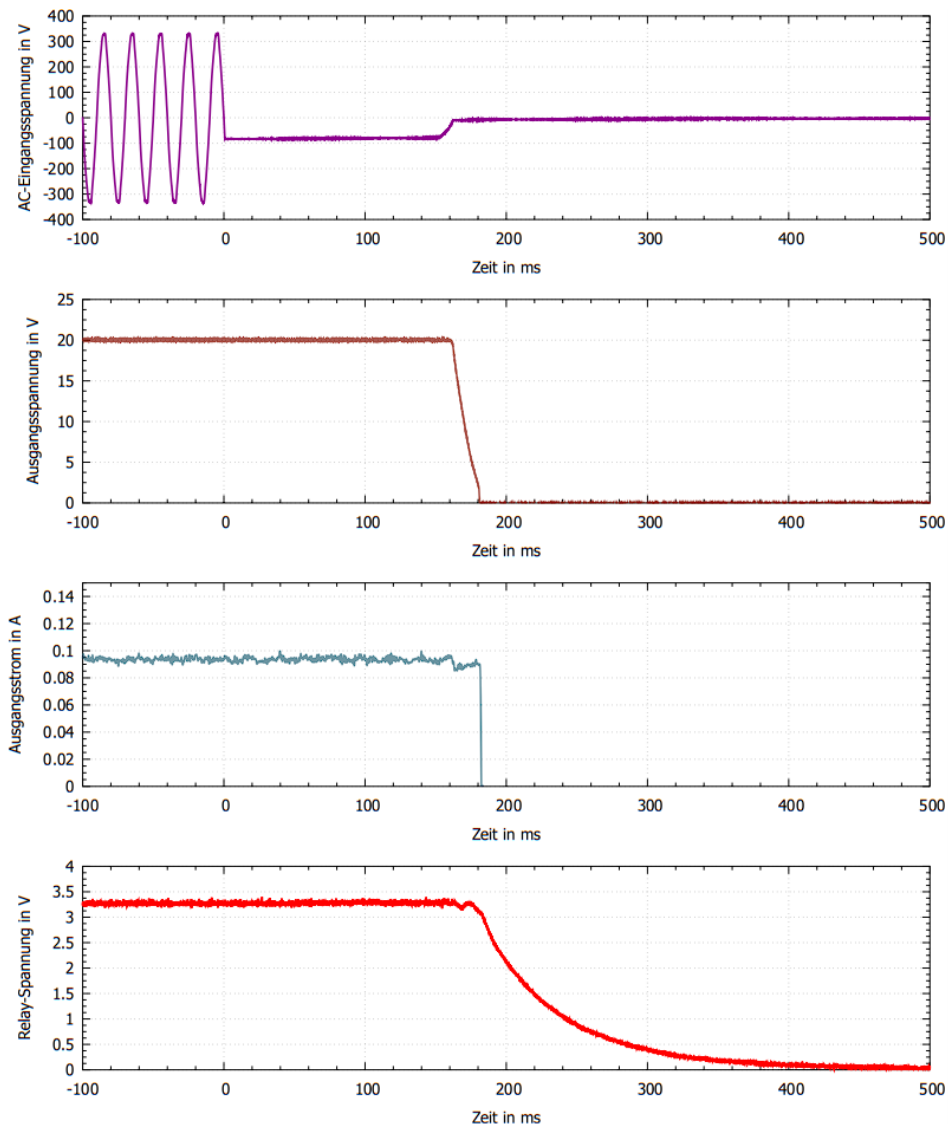 AC-Eingangsspannung in V
400
300
200
100
0
-100
-200
-300
-400
-100 0 100 200 300 400 500
Zeit in ms
Ausgangsspannung in V
25
20
15
10
5
0
-100 0 100 200 300 400 500
Zeit in ms
Ausgangsstrom in A
0.14
0.12
0.1
0.08
0.06
0.04
0.02
0
-100 0 100 200 300 400 500
Zeit in ms
Relay-Spannung in V
4
3.5
3
2.5
2
1.5
1
0.5
0
-100 0 100 200 300 400 500
Zeit in ms